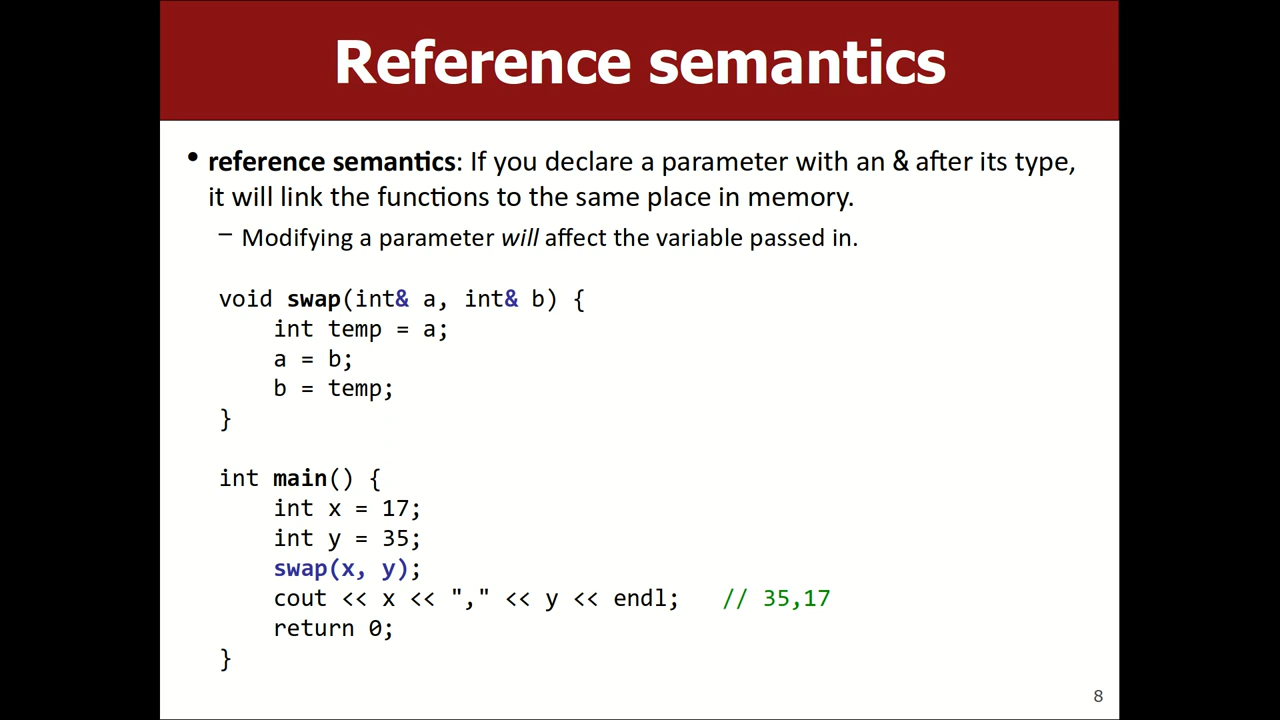 Reference semantics
• reference semantics: If you declare a parameter with an & after its type,
it will link the functions to the same place in memory.
– Modifying a parameter will affect the variable passed in.
void swap(int& a, int& b) {
    int temp = a;
    a = b;
    b = temp;
}
int main() {
    int x = 17;
    int y = 35;
    swap(x, y);
    cout << x << "," << y << endl;   // 35,17
    return 0;
}
8